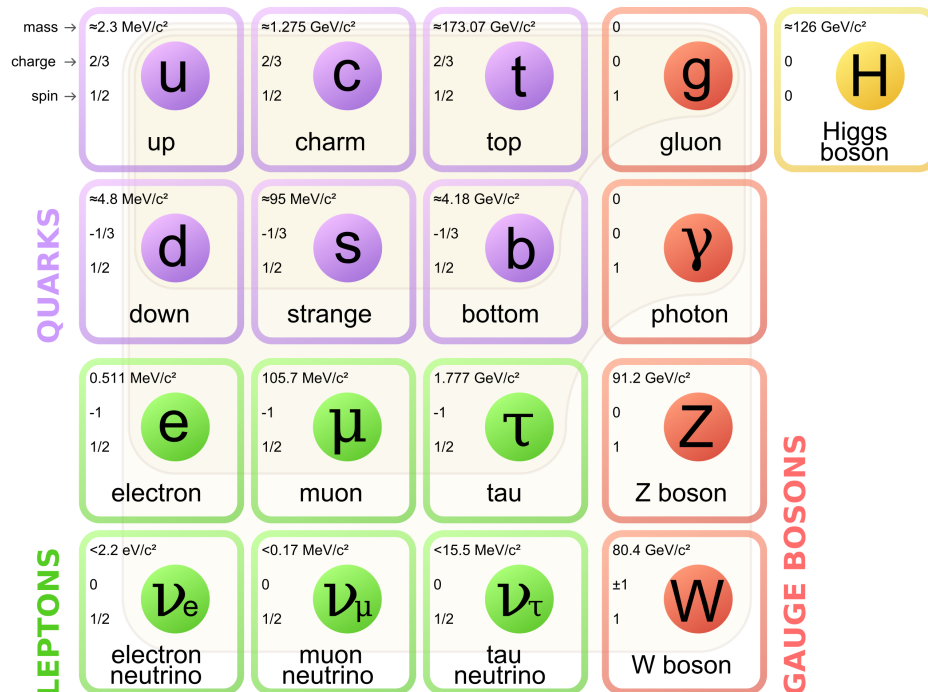 mass →
≈2.3 MeV/c²
≈1.275 GeV/c²
≈173.07 GeV/c²
0
≈126 GeV/c²
charge →
2/3
2/3
2/3
0
0
u
c
t
g
H
spin →
1/2
1/2
1/2
1
0
up
charm
top
gluon
Higgs
boson
QUARKS
≈4.8 MeV/c²
≈95 MeV/c²
≈4.18 GeV/c²
0
-1/3
-1/3
-1/3
0
d
s
b
γ
1/2
1/2
1/2
1
down
strange
bottom
photon
0.511 MeV/c²
105.7 MeV/c²
1.777 GeV/c²
91.2 GeV/c²
-1
-1
-1
0
e
μ
τ
Z
1/2
1/2
1/2
1
electron
muon
tau
Z boson
LEPTONS
<2.2 eV/c²
<0.17 MeV/c²
<15.5 MeV/c²
80.4 GeV/c²
0
0
0
±1
νe
νμ
ντ
W
1/2
1/2
1/2
1
electron
neutrino
muon
neutrino
tau
neutrino
W boson
GAUGE BOSONS